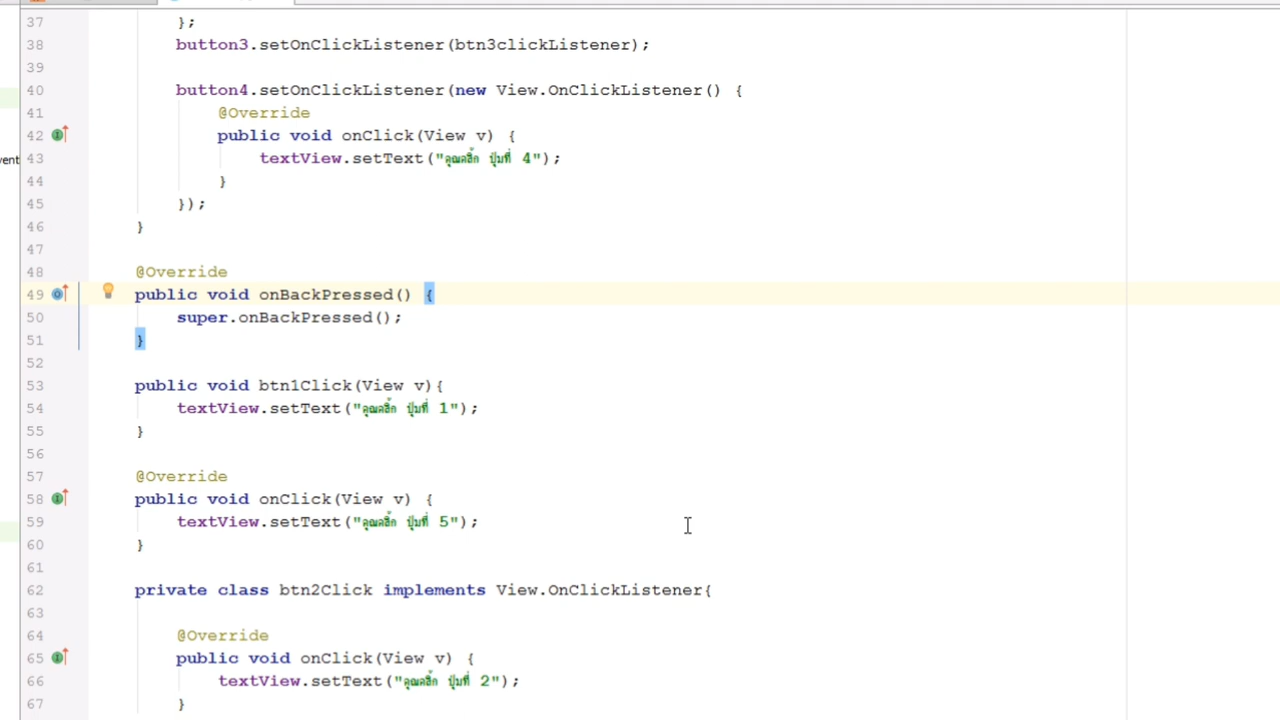 37 };
38 button3.setOnClickListener(btn3clickListener);
39
40 button4.setOnClickListener(new View.OnClickListener() {
41 @Override
42 public void onClick(View v) {
vent 43 textView.setText("คุณคลิ้ก ปุ่มที่ 4");
44 }
45 });
46 }
47
48 @Override
49 public void onBackPressed() {
50 super.onBackPressed();
51 }
52
53 public void btn1Click(View v){
54 textView.setText("คุณคลิ้ก ปุ่มที่ 1");
55 }
56
57 @Override
58 public void onClick(View v) {
59 textView.setText("คุณคลิ้ก ปุ่มที่ 5");
60 }
61
62 private class btn2Click implements View.OnClickListener{
63
64 @Override
65 public void onClick(View v) {
66 textView.setText("คุณคลิ้ก ปุ่มที่ 2");
67 }